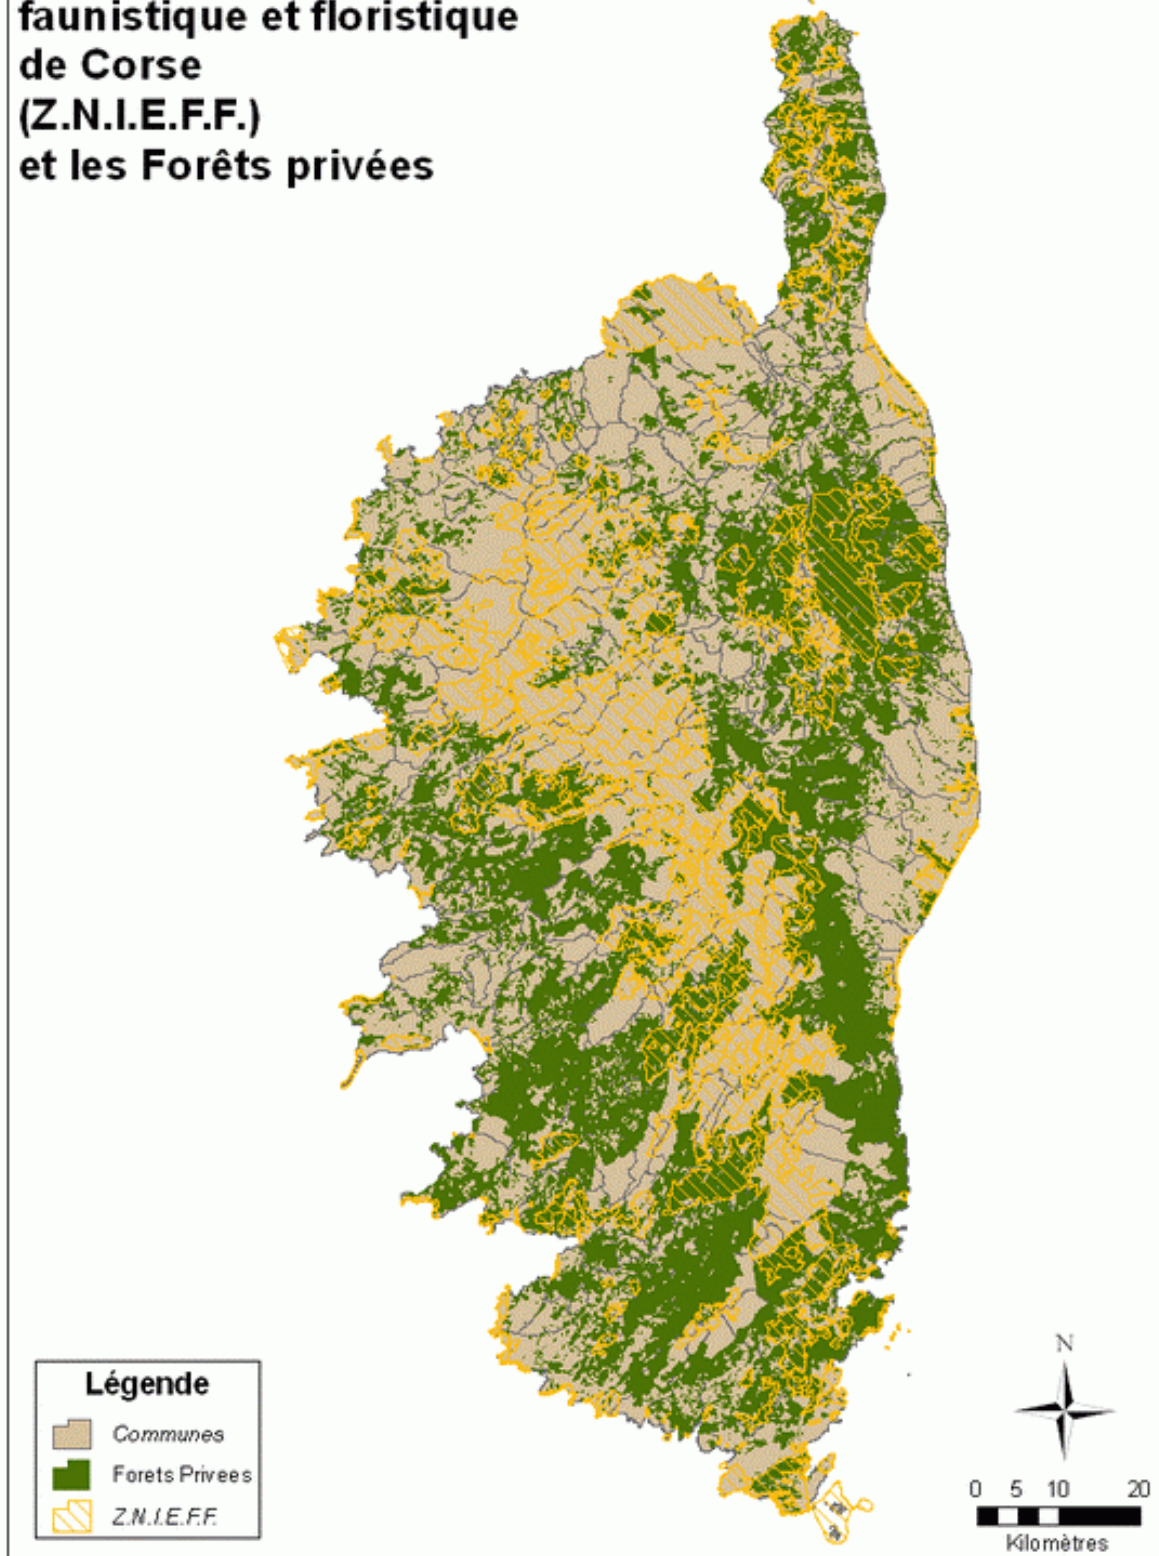 faunistique et floristique
de Corse
(Z.N.I.E.F.F.)
et les Forêts privées
Légende
Communes
Forets Privees
Z.N.I.E.F.F.
N
0 5 10 20
Kilomètres